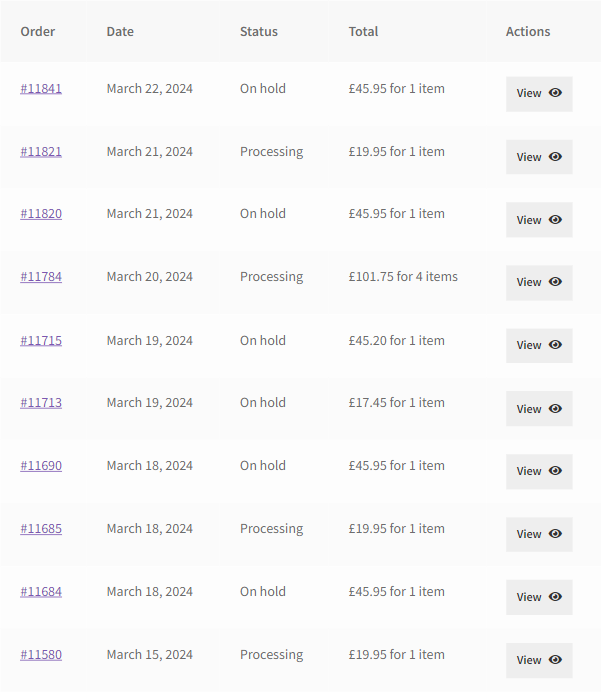 Order Date Status Total Actions
#11841 March 22, 2024 On hold £45.95 for 1 item View
#11821 March 21, 2024 Processing £19.95 for 1 item View
#11820 March 21, 2024 On hold £45.95 for 1 item View
#11784 March 20, 2024 Processing £101.75 for 4 items View
#11715 March 19, 2024 On hold £45.20 for 1 item View
#11713 March 19, 2024 On hold £17.45 for 1 item View
#11690 March 18, 2024 On hold £45.95 for 1 item View
#11685 March 18, 2024 Processing £19.95 for 1 item View
#11684 March 18, 2024 On hold £45.95 for 1 item View
#11580 March 15, 2024 Processing £19.95 for 1 item View